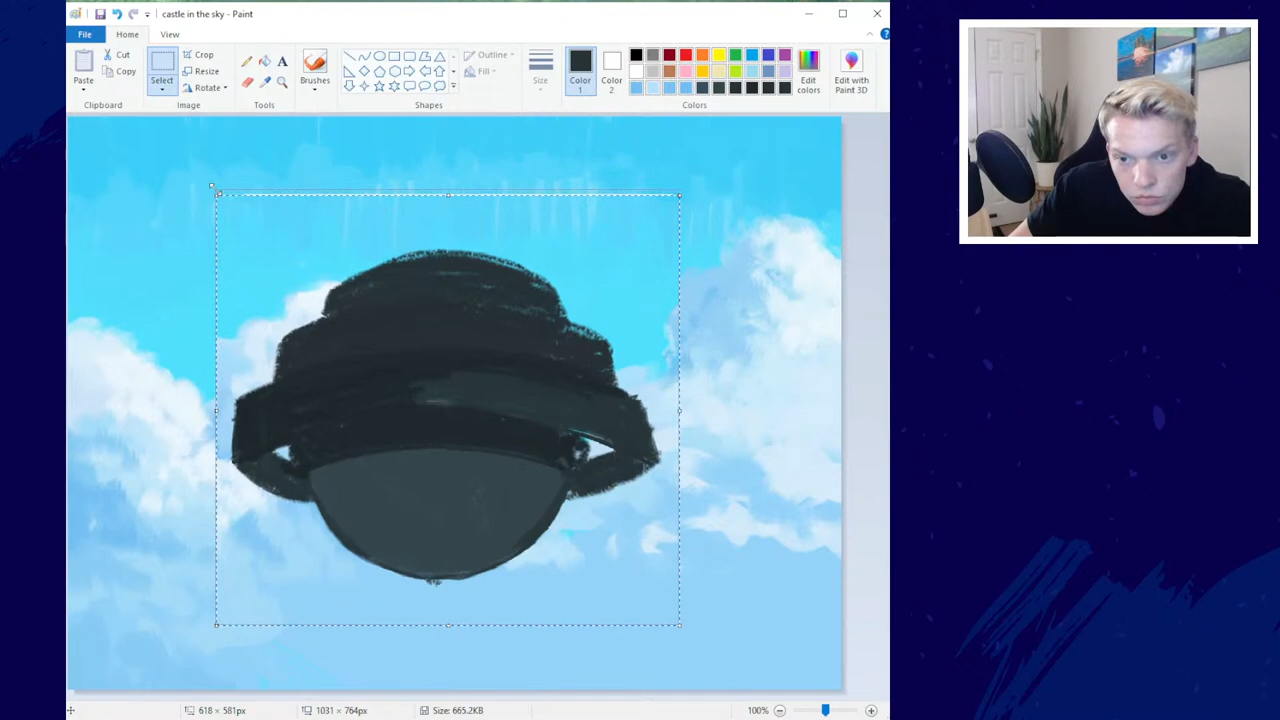 castle in the sky - Paint
File
Home
View
Paste
Cut
Copy
Clipboard
Select
Crop
Resize
Rotate
Image
Tools
Brushes
Shapes
Outline
Fill
Size
Color
1
Color
2
Edit
colors
Colors
Edit with
Paint 3D
618 × 581px
1031 × 764px
Size: 665.2KB
100%